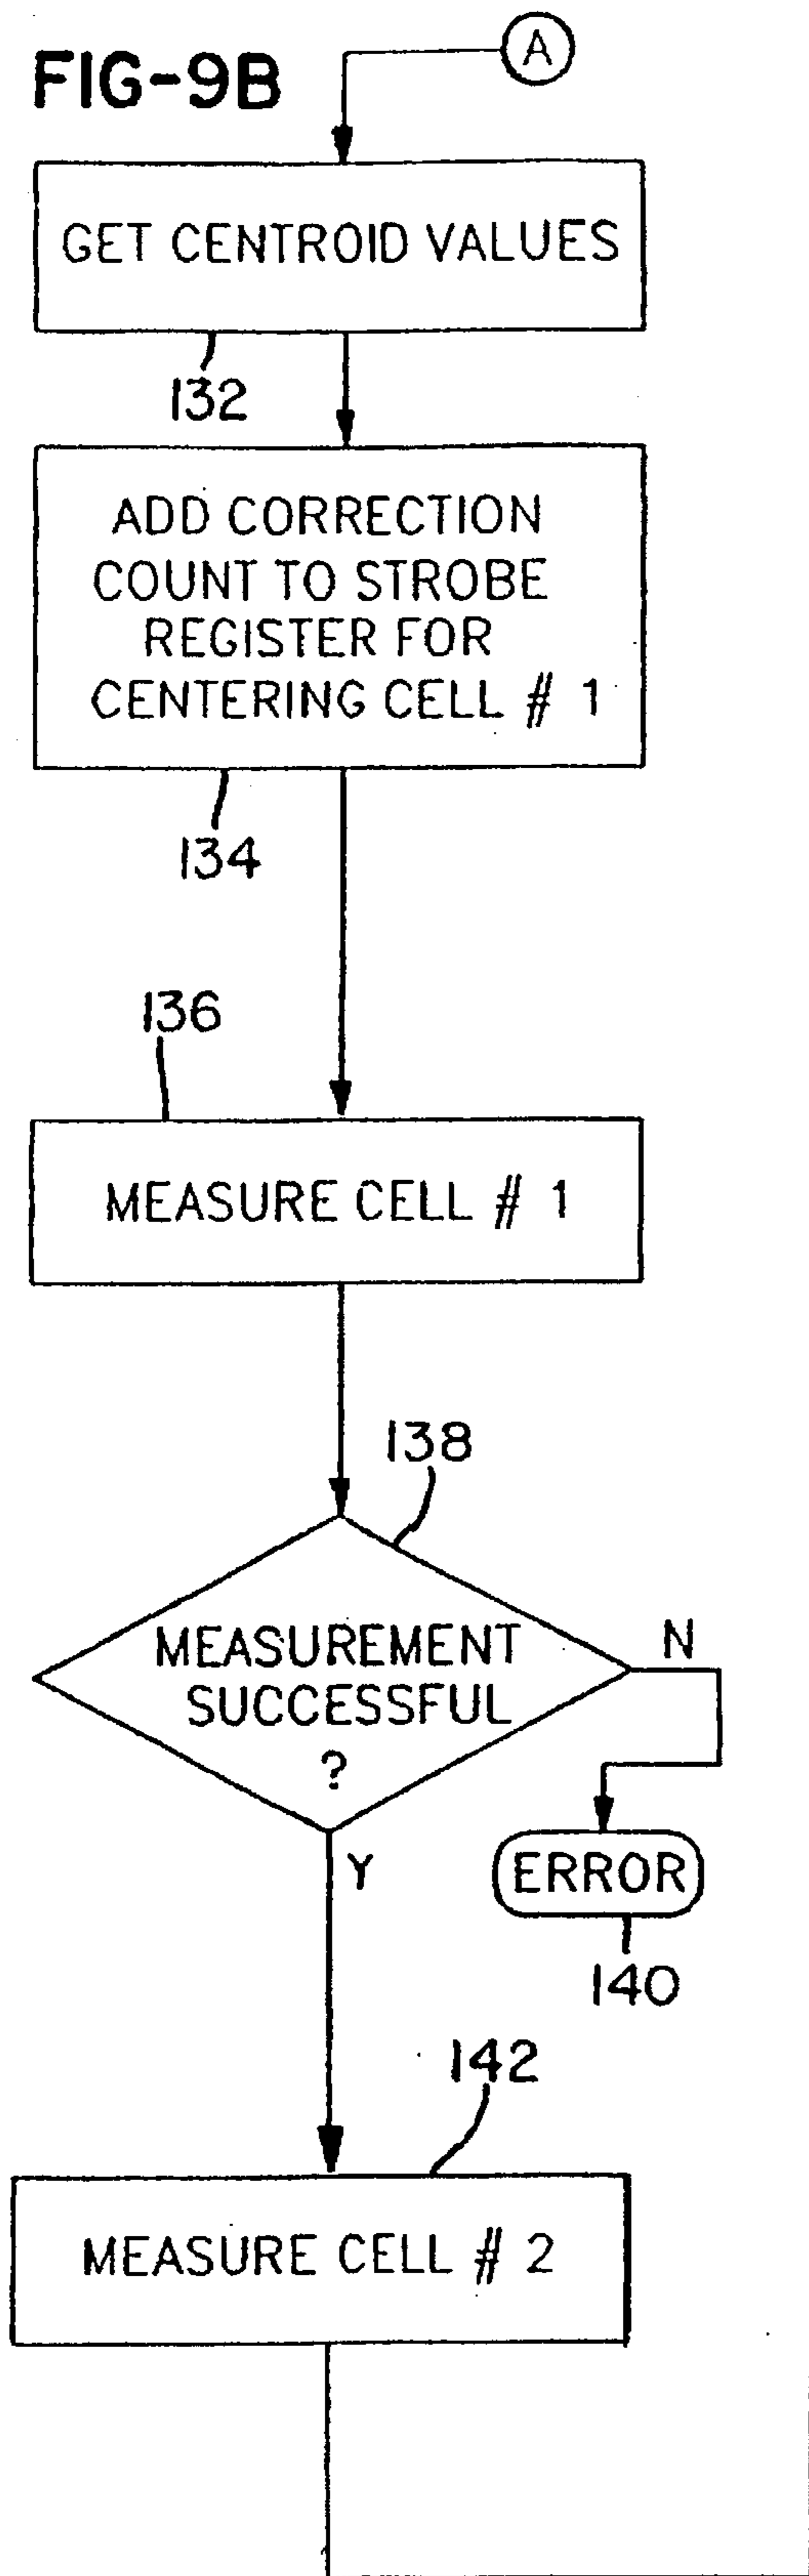 FIG-9B
A
GET CENTROID VALUES
132
ADD CORRECTION
COUNT TO STROBE
REGISTER FOR
CENTERING CELL # 1
134
136
MEASURE CELL # 1
138
MEASUREMENT
SUCCESSFUL
?
N
Y
ERROR
140
142
MEASURE CELL # 2